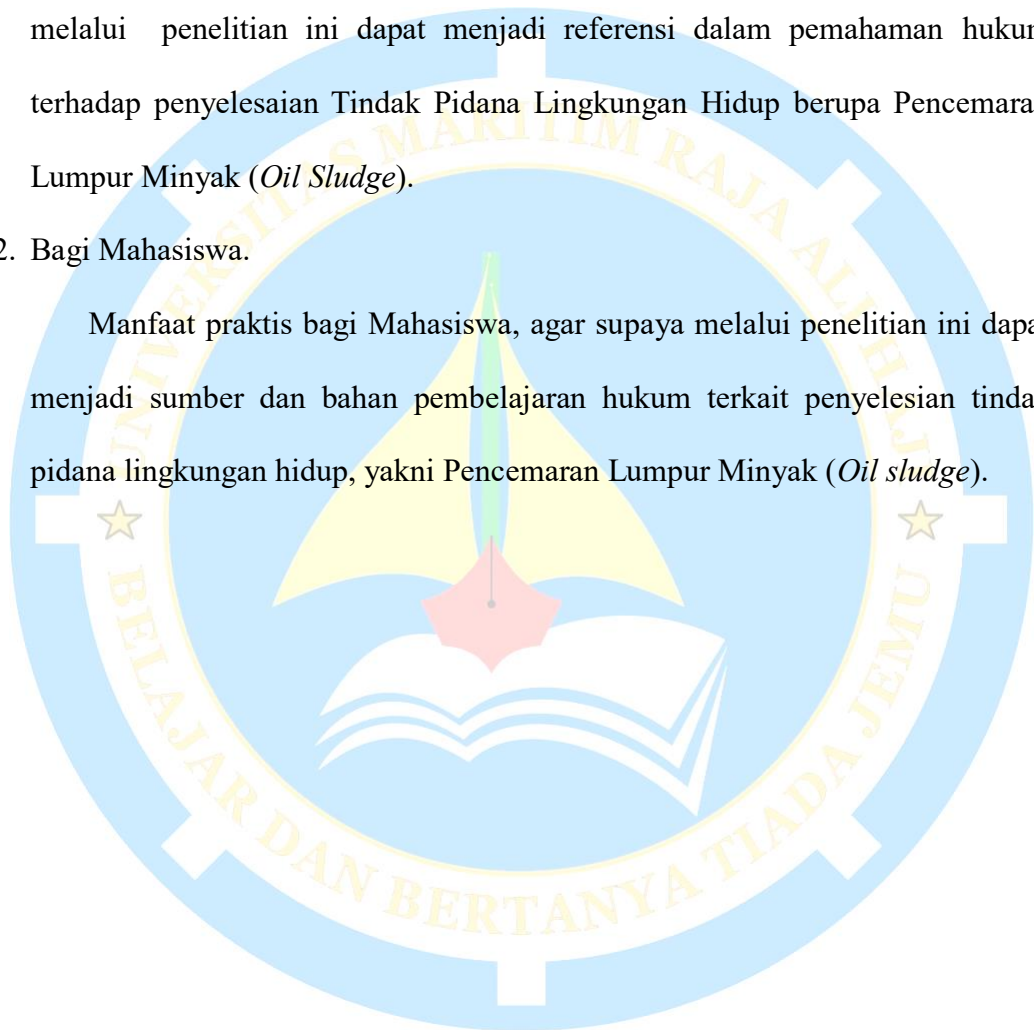 melalui penelitian ini dapat menjadi referensi dalam pemahaman hukum
terhadap penyelesaian Tindak Pidana Lingkungan Hidup berupa Pencemara
Lumpur Minyak (Oil Sludge).
2. Bagi Mahasiswa.
Manfaat praktis bagi Mahasiswa, agar supaya melalui penelitian ini dapa
menjadi sumber dan bahan pembelajaran hukum terkait penyelesian tinda
pidana lingkungan hidup, yakni Pencemaran Lumpur Minyak (Oil sludge).
UNIVERSITAS MARITIM RAJA ALI HAJI
BELAJAR DAN BERTANYA TIADA JEMU